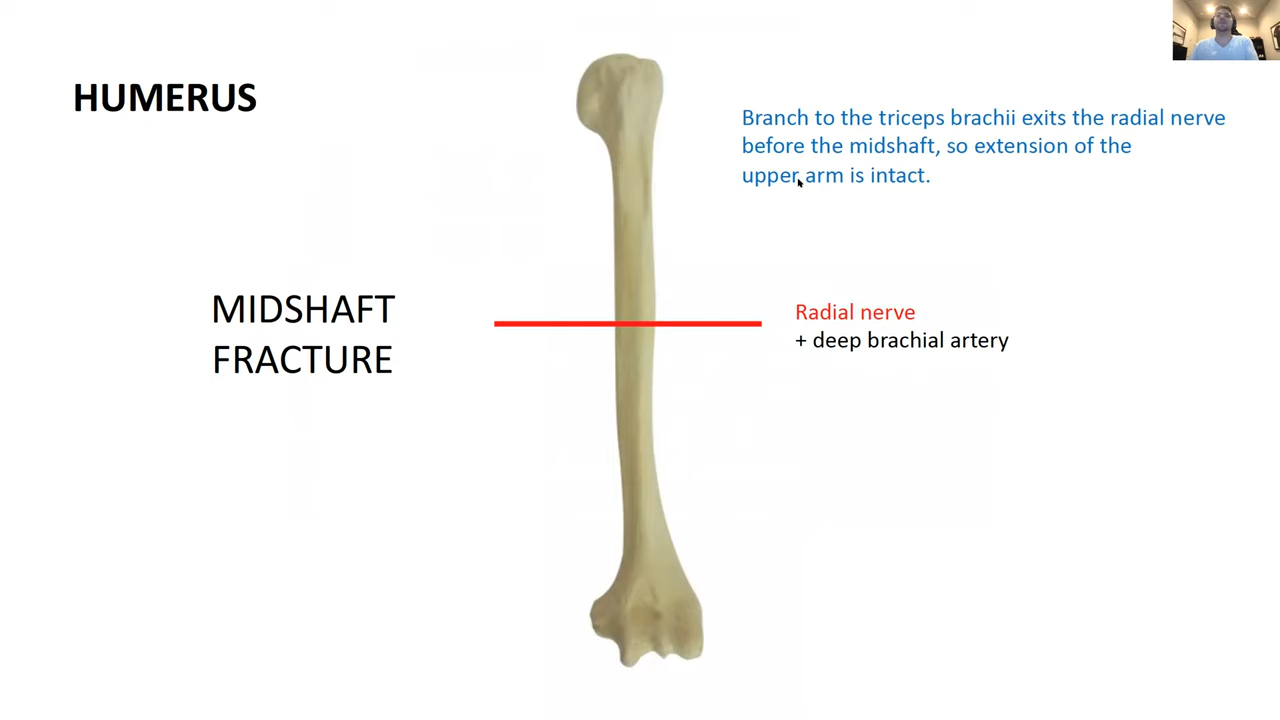 HUMERUS
Branch to the triceps brachii exits the radial nerve
before the midshaft, so extension of the
upper arm is intact.
MIDSHAFT
FRACTURE
Radial nerve
+ deep brachial artery